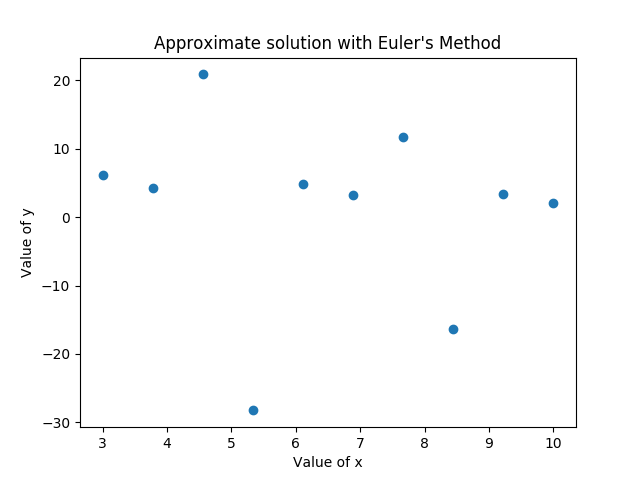 Approximate solution with Euler's Method
20
10
0
−10
−20
−30
Value of y
3 4 5 6 7 8 9 10
Value of x